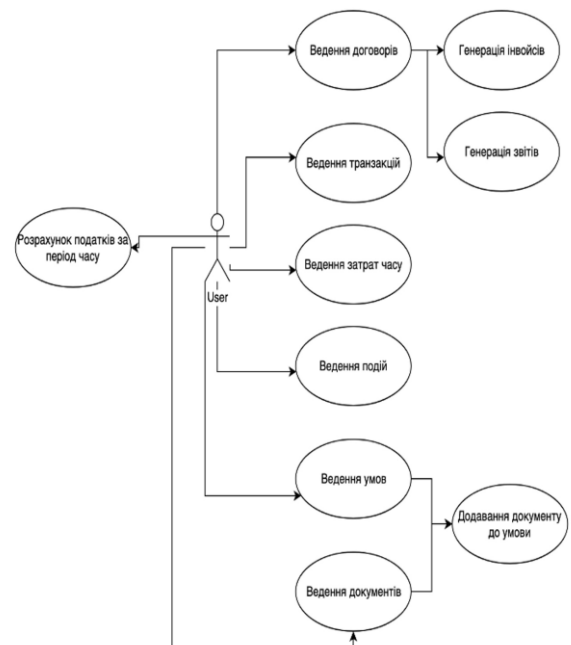 Ведення договорів
Генерація інвойсів
Генерація звітів
Ведення транзакцій
Розрахунок податків за
період часу
Ведення затрат часу
User
Ведення подій
Ведення умов
Додавання документу
до умови
Ведення документів